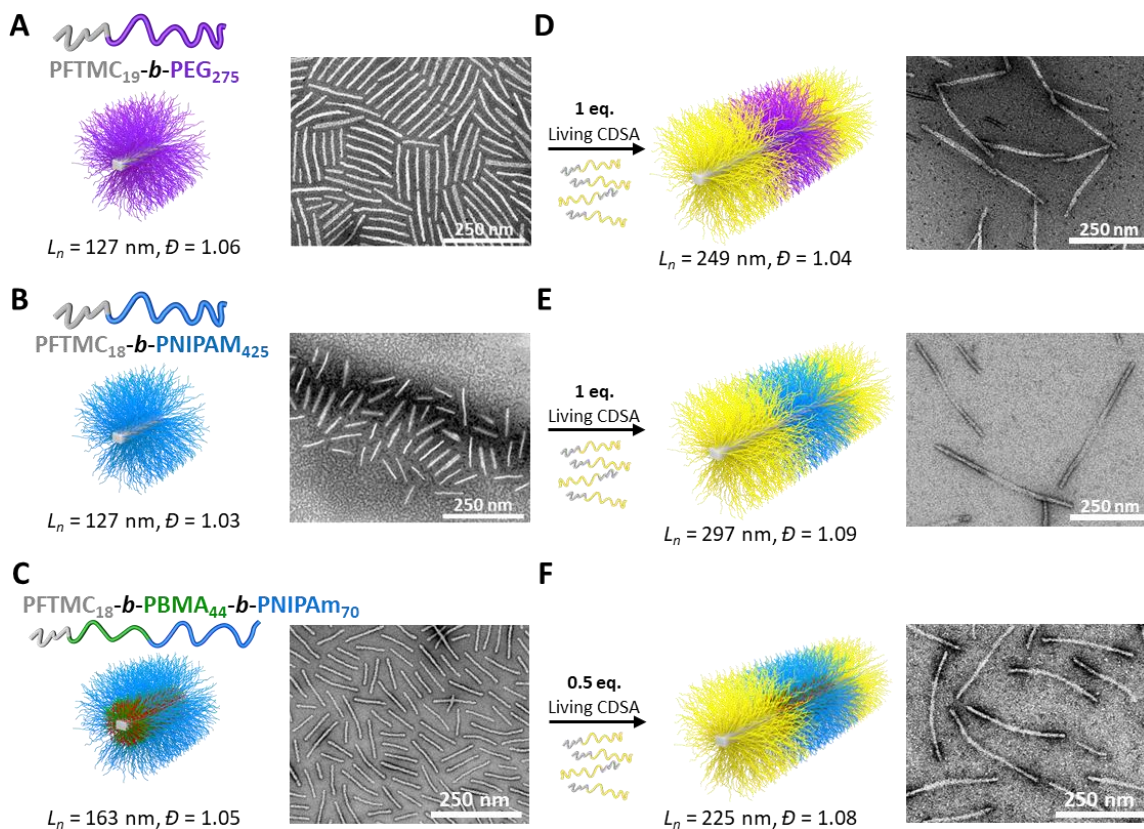 A
PFTMC₁₉-b-PEG₂₇₅
Lₙ = 127 nm, Đ = 1.06
250 nm
D
1 eq.
Living CDSA
Lₙ = 249 nm, Đ = 1.04
250 nm
B
PFTMC₁₈-b-PNIPAM₄₂₅
Lₙ = 127 nm, Đ = 1.03
250 nm
E
1 eq.
Living CDSA
Lₙ = 297 nm, Đ = 1.09
250 nm
C
PFTMC₁₈-b-PBMA₄₄-b-PNIPAm₇₀
Lₙ = 163 nm, Đ = 1.05
250 nm
F
0.5 eq.
Living CDSA
Lₙ = 225 nm, Đ = 1.08
250 nm